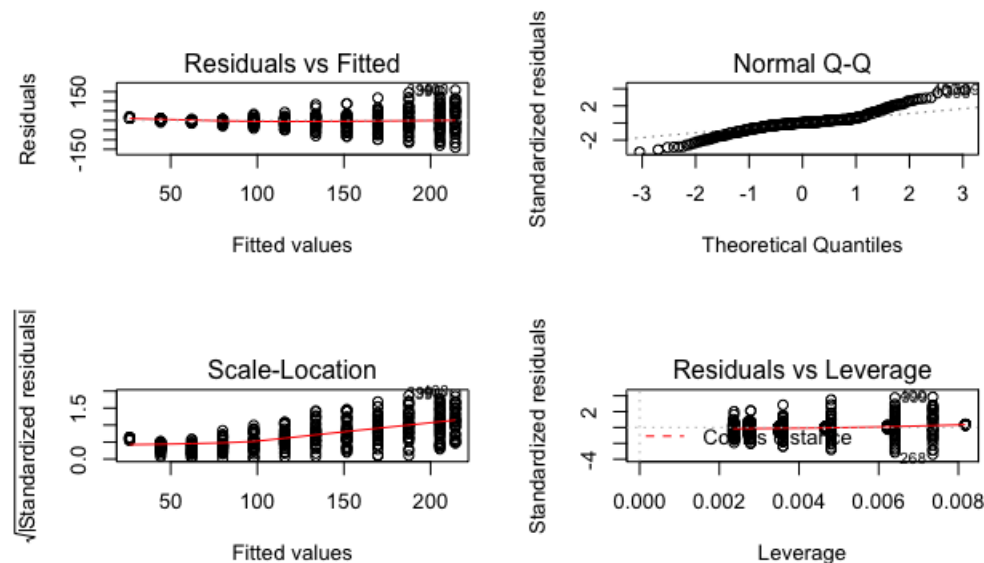 Residuals vs Fitted
Residuals
150
-150
50
100
150
200
Fitted values
Normal Q-Q
Standardized residuals
2
-2
-3
-2
-1
0
1
2
3
Theoretical Quantiles
Scale-Location
√|Standardized residuals|
1.5
0.0
50
100
150
200
Fitted values
Residuals vs Leverage
Standardized residuals
2
-4
Cook's distance
268
0.000
0.002
0.004
0.006
0.008
Leverage